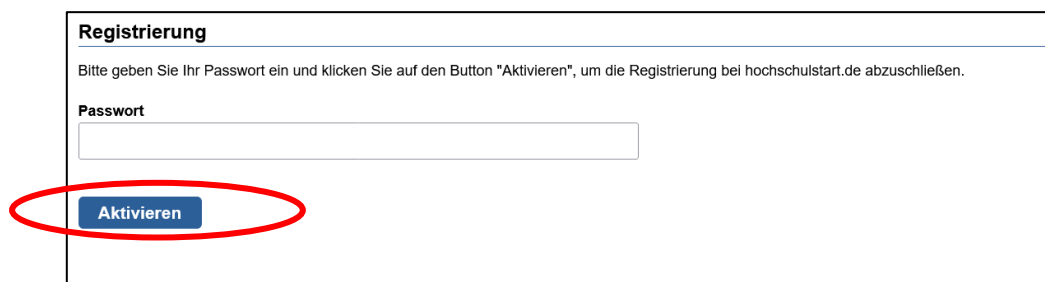 Registrierung
Bitte geben Sie Ihr Passwort ein und klicken Sie auf den Button "Aktivieren", um die Registrierung bei hochschulstart.de abzuschließen.
Passwort
Aktivieren